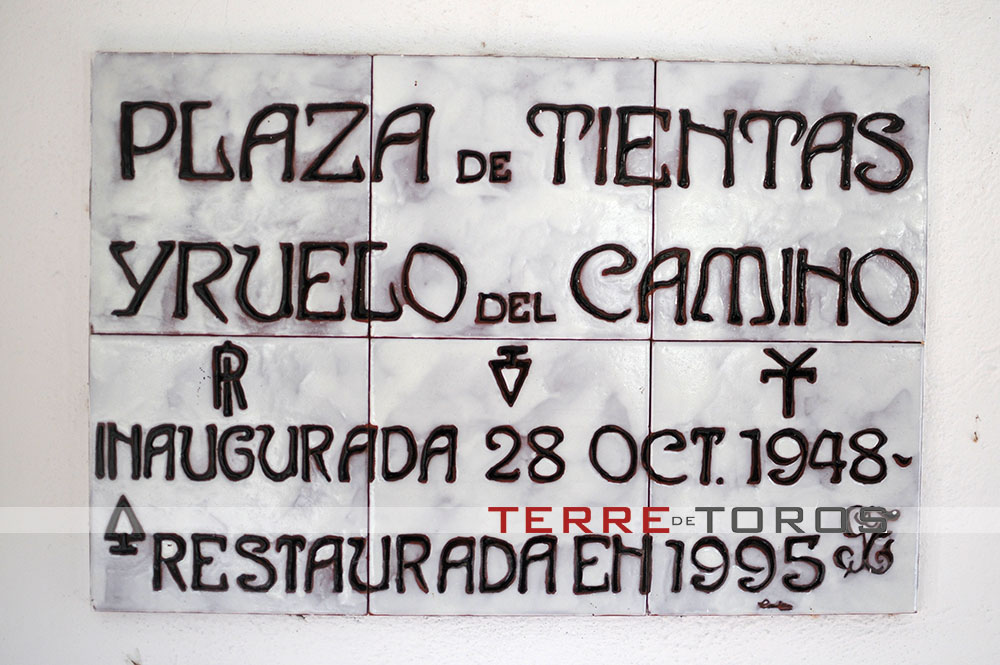 PLAZA DE TIENTAS
YRUELO DEL CAMINO
INAUGURADA 28 OCT. 1948-
TERRE DE TOROS
RESTAURADA EN 1995